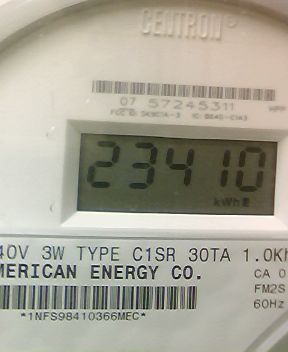 CENTRON®
07 57245311
23410
kWh
40V 3W TYPE C1SR 30TA 1.0Kh
MERICAN ENERGY CO.
CA 0
FM2S
60Hz
*1NFS98410366MEC*